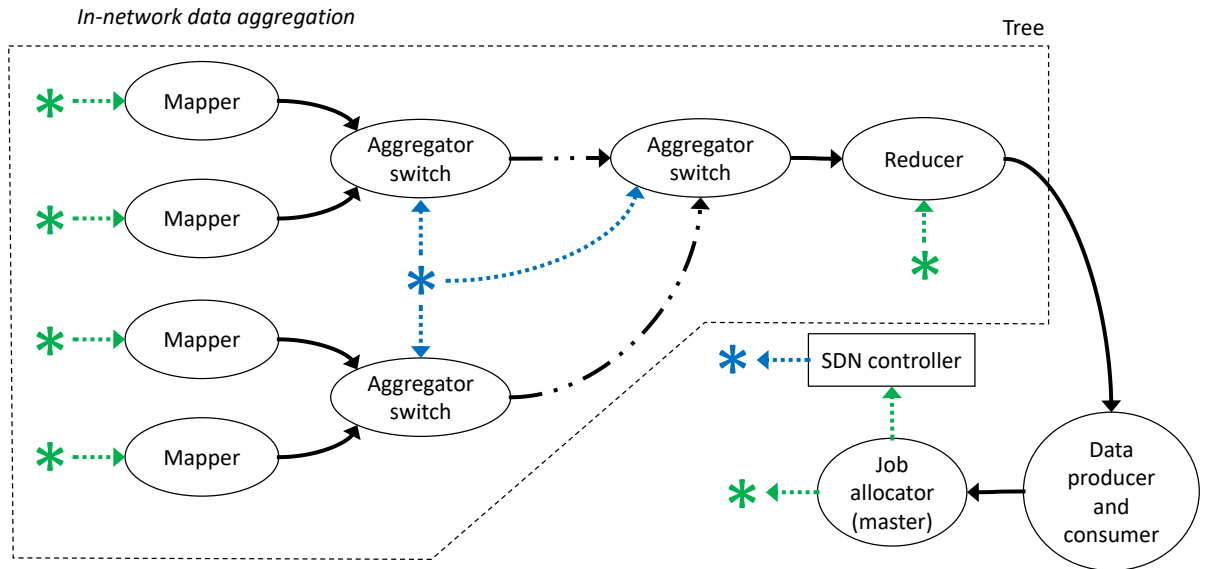 In-network data aggregation
Tree
Mapper
Mapper
Mapper
Mapper
Aggregator
switch
Aggregator
switch
Aggregator
switch
Reducer
SDN controller
Job
allocator
(master)
Data
producer
and
consumer